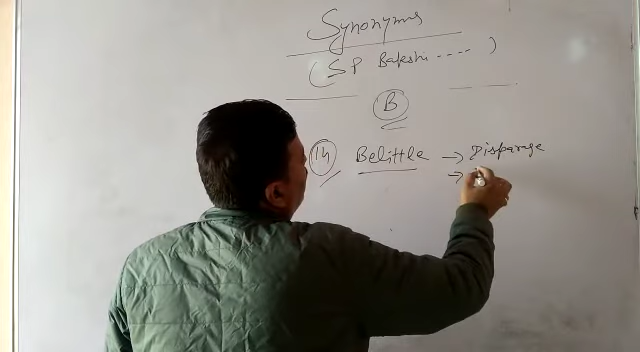 Synonyms
(SP Bakshi ---- )
B
14 Belittle → Disparage
→